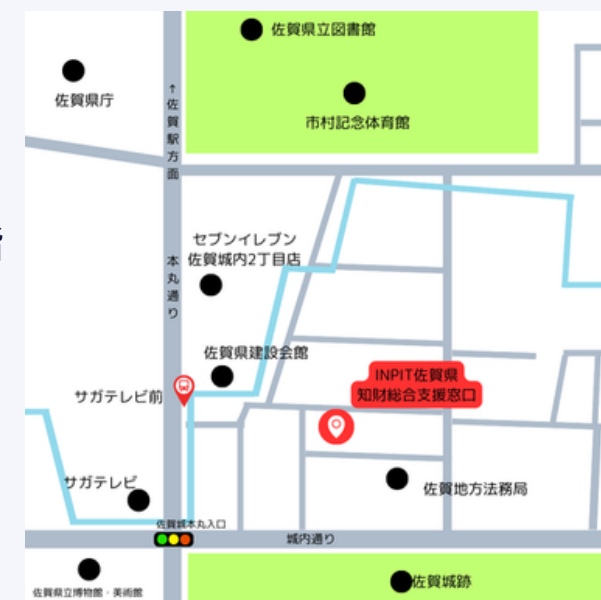 佐賀県立図書館
佐賀県庁
市村記念体育館
↑佐賀駅方面
セブンイレブン
佐賀城内2丁目店
本丸通り
佐賀県建設会館
INPIT佐賀県
知財総合支援窓口
サガテレビ前
サガテレビ
佐賀地方法務局
佐賀城本丸入口
城内通り
佐賀城跡
佐賀県立博物館・美術館